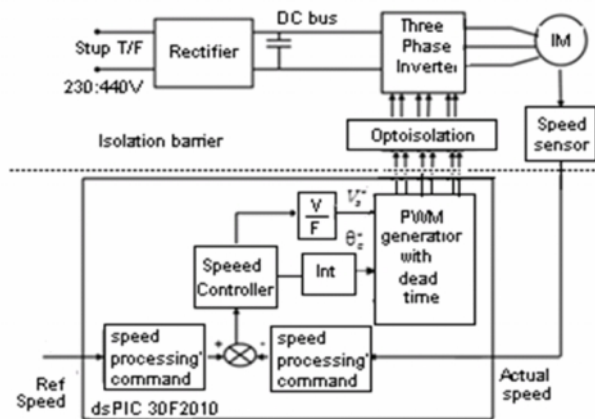 DC bus
Stup T/F
230:440V
Rectifier
Three
Phase
Inverter
IM
Isolation barrier
Optoisolation
Speed
sensor
V
F
Vs*
θe*
PWM
generation
with
dead
time
Speeed
Controller
Int
+
-
speed
processing'
command
speed
processing'
command
Ref
Speed
Actual
speed
dsPIC 30F2010